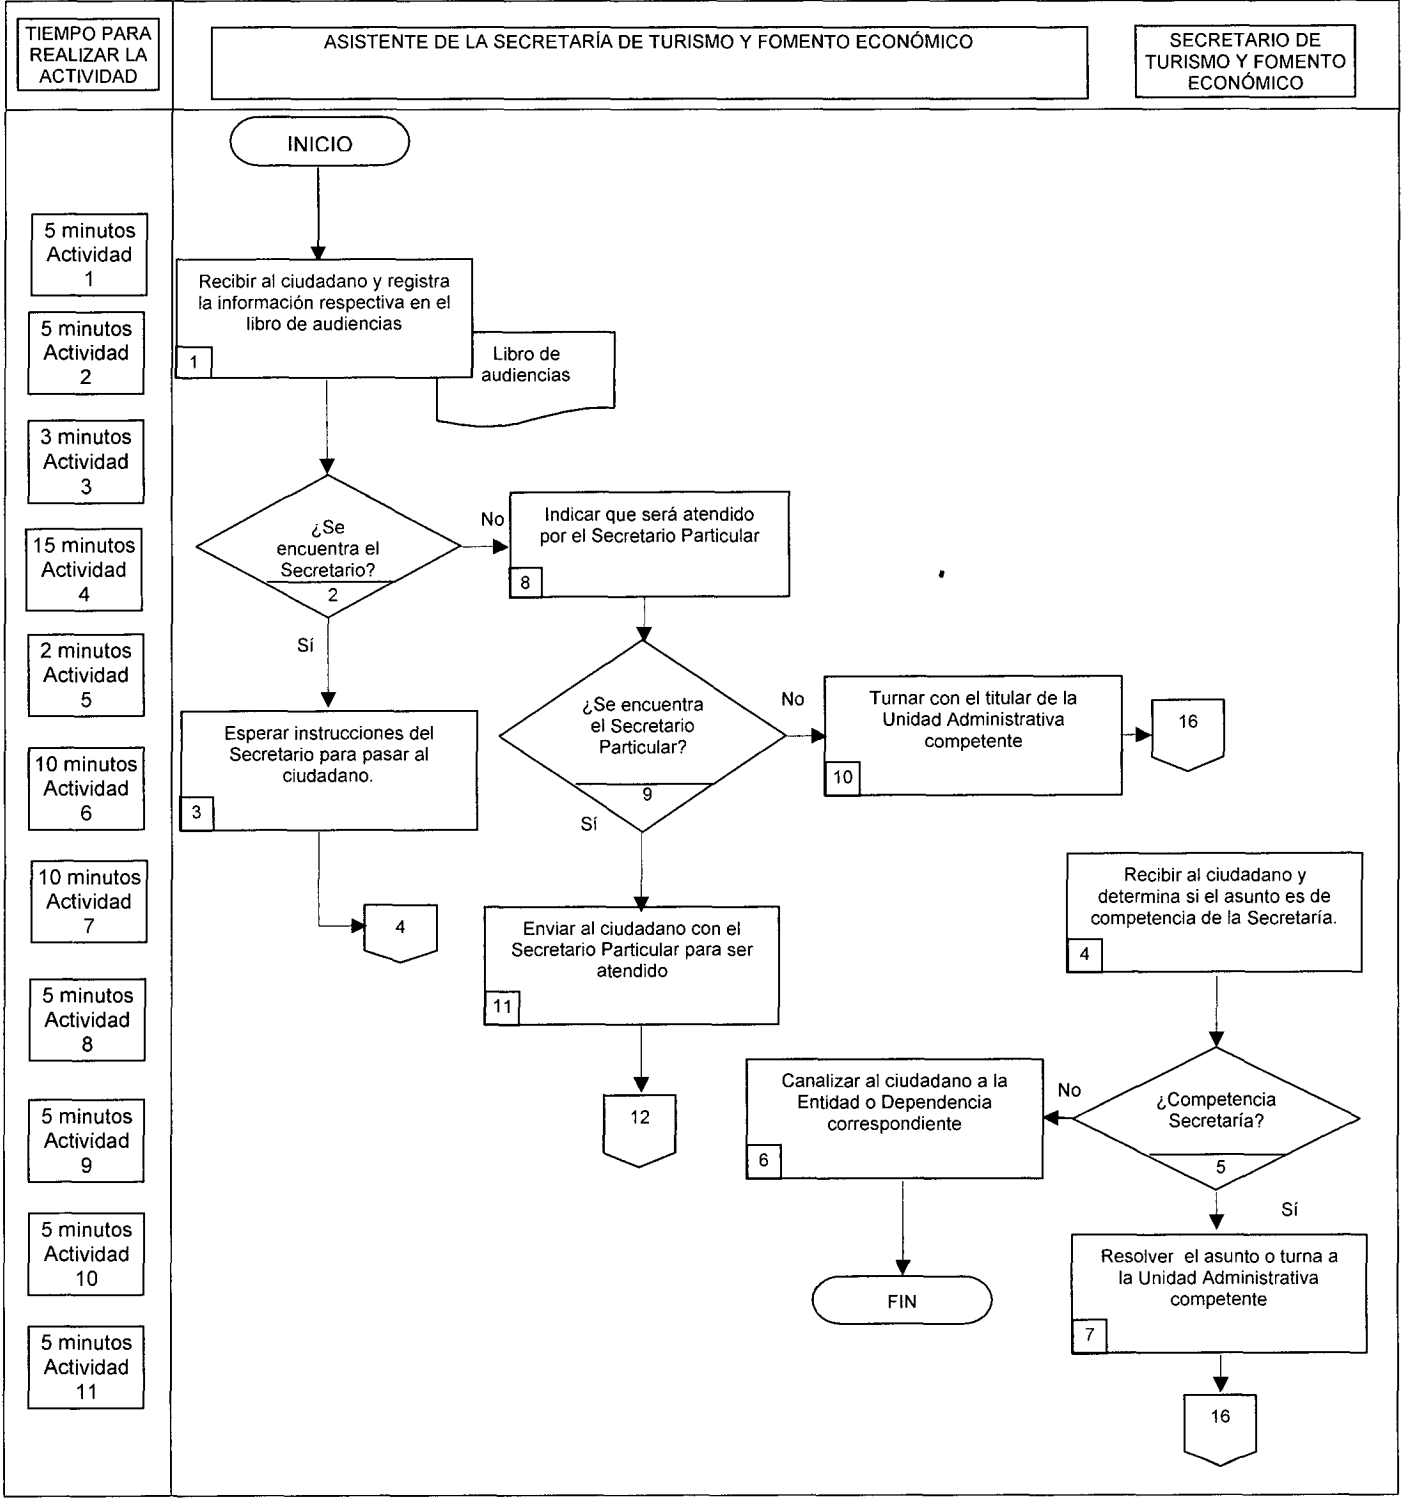 TIEMPO PARA
REALIZAR LA
ACTIVIDAD
ASISTENTE DE LA SECRETARÍA DE TURISMO Y FOMENTO ECONÓMICO
SECRETARIO DE
TURISMO Y FOMENTO
ECONÓMICO
5 minutos
Actividad
1
5 minutos
Actividad
2
3 minutos
Actividad
3
15 minutos
Actividad
4
2 minutos
Actividad
5
10 minutos
Actividad
6
10 minutos
Actividad
7
5 minutos
Actividad
8
5 minutos
Actividad
9
5 minutos
Actividad
10
5 minutos
Actividad
11
INICIO
Recibir al ciudadano y registra
la información respectiva en el
libro de audiencias
1
Libro de
audiencias
¿Se
encuentra el
Secretario?
2
No
Sí
Indicar que será atendido
por el Secretario Particular
8
Esperar instrucciones del
Secretario para pasar al
ciudadano.
3
4
¿Se encuentra
el Secretario
Particular?
9
No
Sí
Turnar con el titular de la
Unidad Administrativa
competente
10
16
Enviar al ciudadano con el
Secretario Particular para ser
atendido
11
12
Recibir al ciudadano y
determina si el asunto es de
competencia de la Secretaría.
4
¿Competencia
Secretaría?
5
No
Sí
Canalizar al ciudadano a la
Entidad o Dependencia
correspondiente
6
FIN
Resolver el asunto o turna a
la Unidad Administrativa
competente
7
16